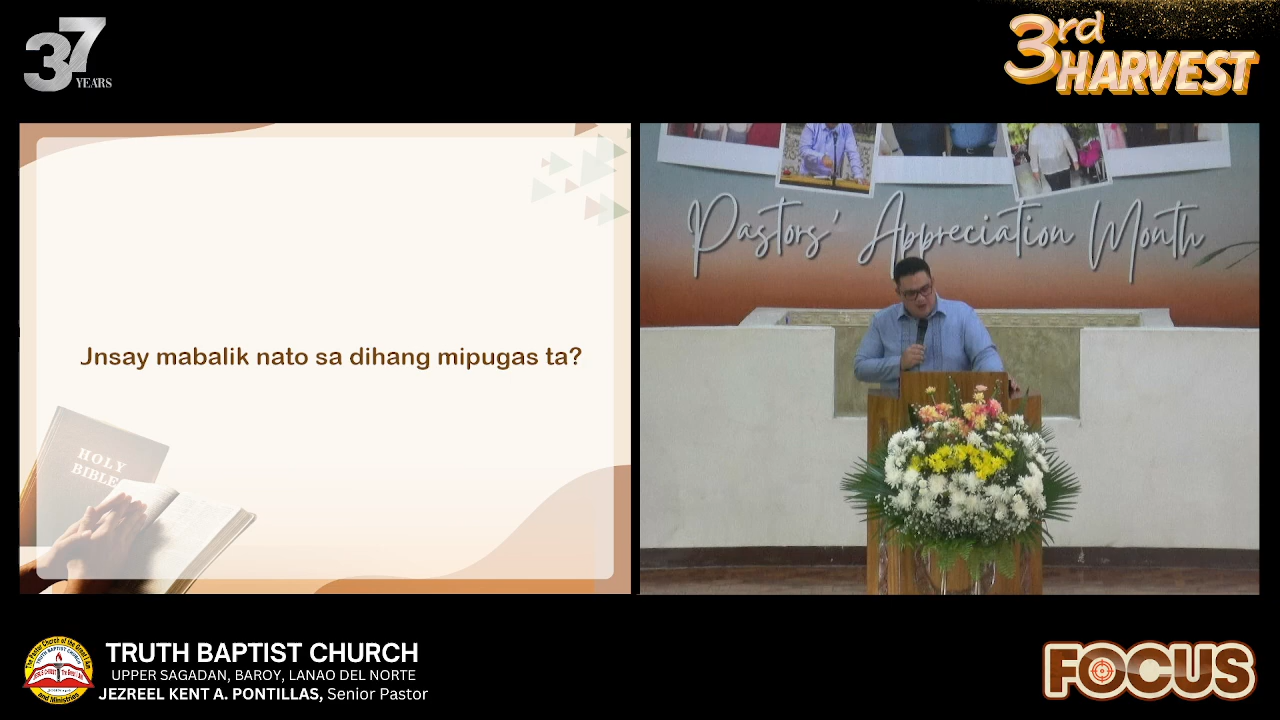 37
YEARS
3rd
HARVEST
Jnsay mabalik nato sa dihang mipugas ta?
HOLY
BIBLE
Pastors' Appreciation Month
TRUTH BAPTIST CHURCH
UPPER SAGADAN, BAROY, LANAO DEL NORTE
JEZREEL KENT A. PONTILLAS, Senior Pastor
FOCUS